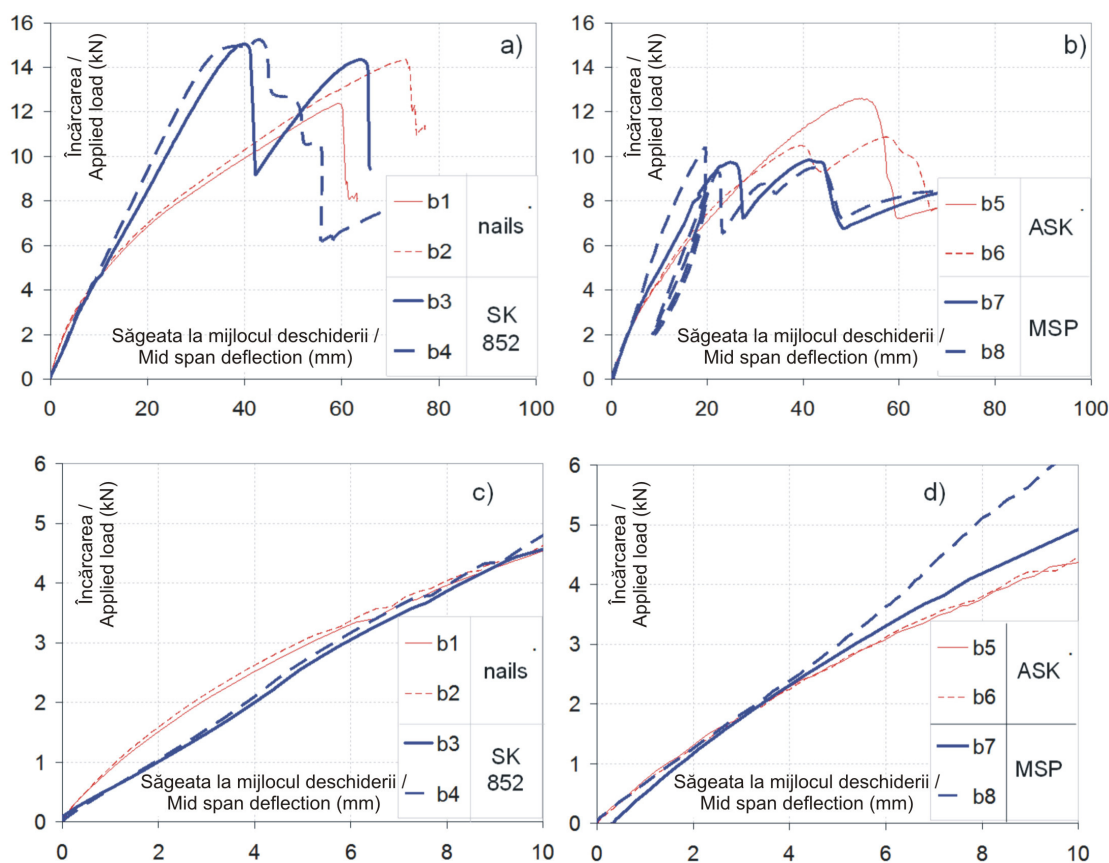 16
14
12
10
8
6
4
2
0
0
20
40
60
80
100
Încărcarea /
Applied load (kN)
a)
Săgeata la mijlocul deschiderii /
Mid span deflection (mm)
b1
b2
nails
b3
b4
SK
852
16
14
12
10
8
6
4
2
0
0
20
40
60
80
100
Încărcarea /
Applied load (kN)
b)
Săgeata la mijlocul deschiderii /
Mid span deflection (mm)
b5
b6
ASK
b7
b8
MSP
6
5
4
3
2
1
0
0
2
4
6
8
10
Încărcarea /
Applied load (kN)
c)
Săgeata la mijlocul deschiderii /
Mid span deflection (mm)
b1
b2
nails
b3
b4
SK
852
6
5
4
3
2
1
0
0
2
4
6
8
10
Încărcarea /
Applied load (kN)
d)
Săgeata la mijlocul deschiderii /
Mid span deflection (mm)
b5
b6
ASK
b7
b8
MSP